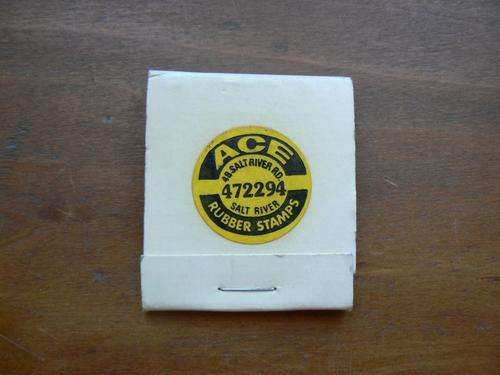 ACE
48. SALT RIVER RD.
472294
SALT RIVER
RUBBER STAMPS